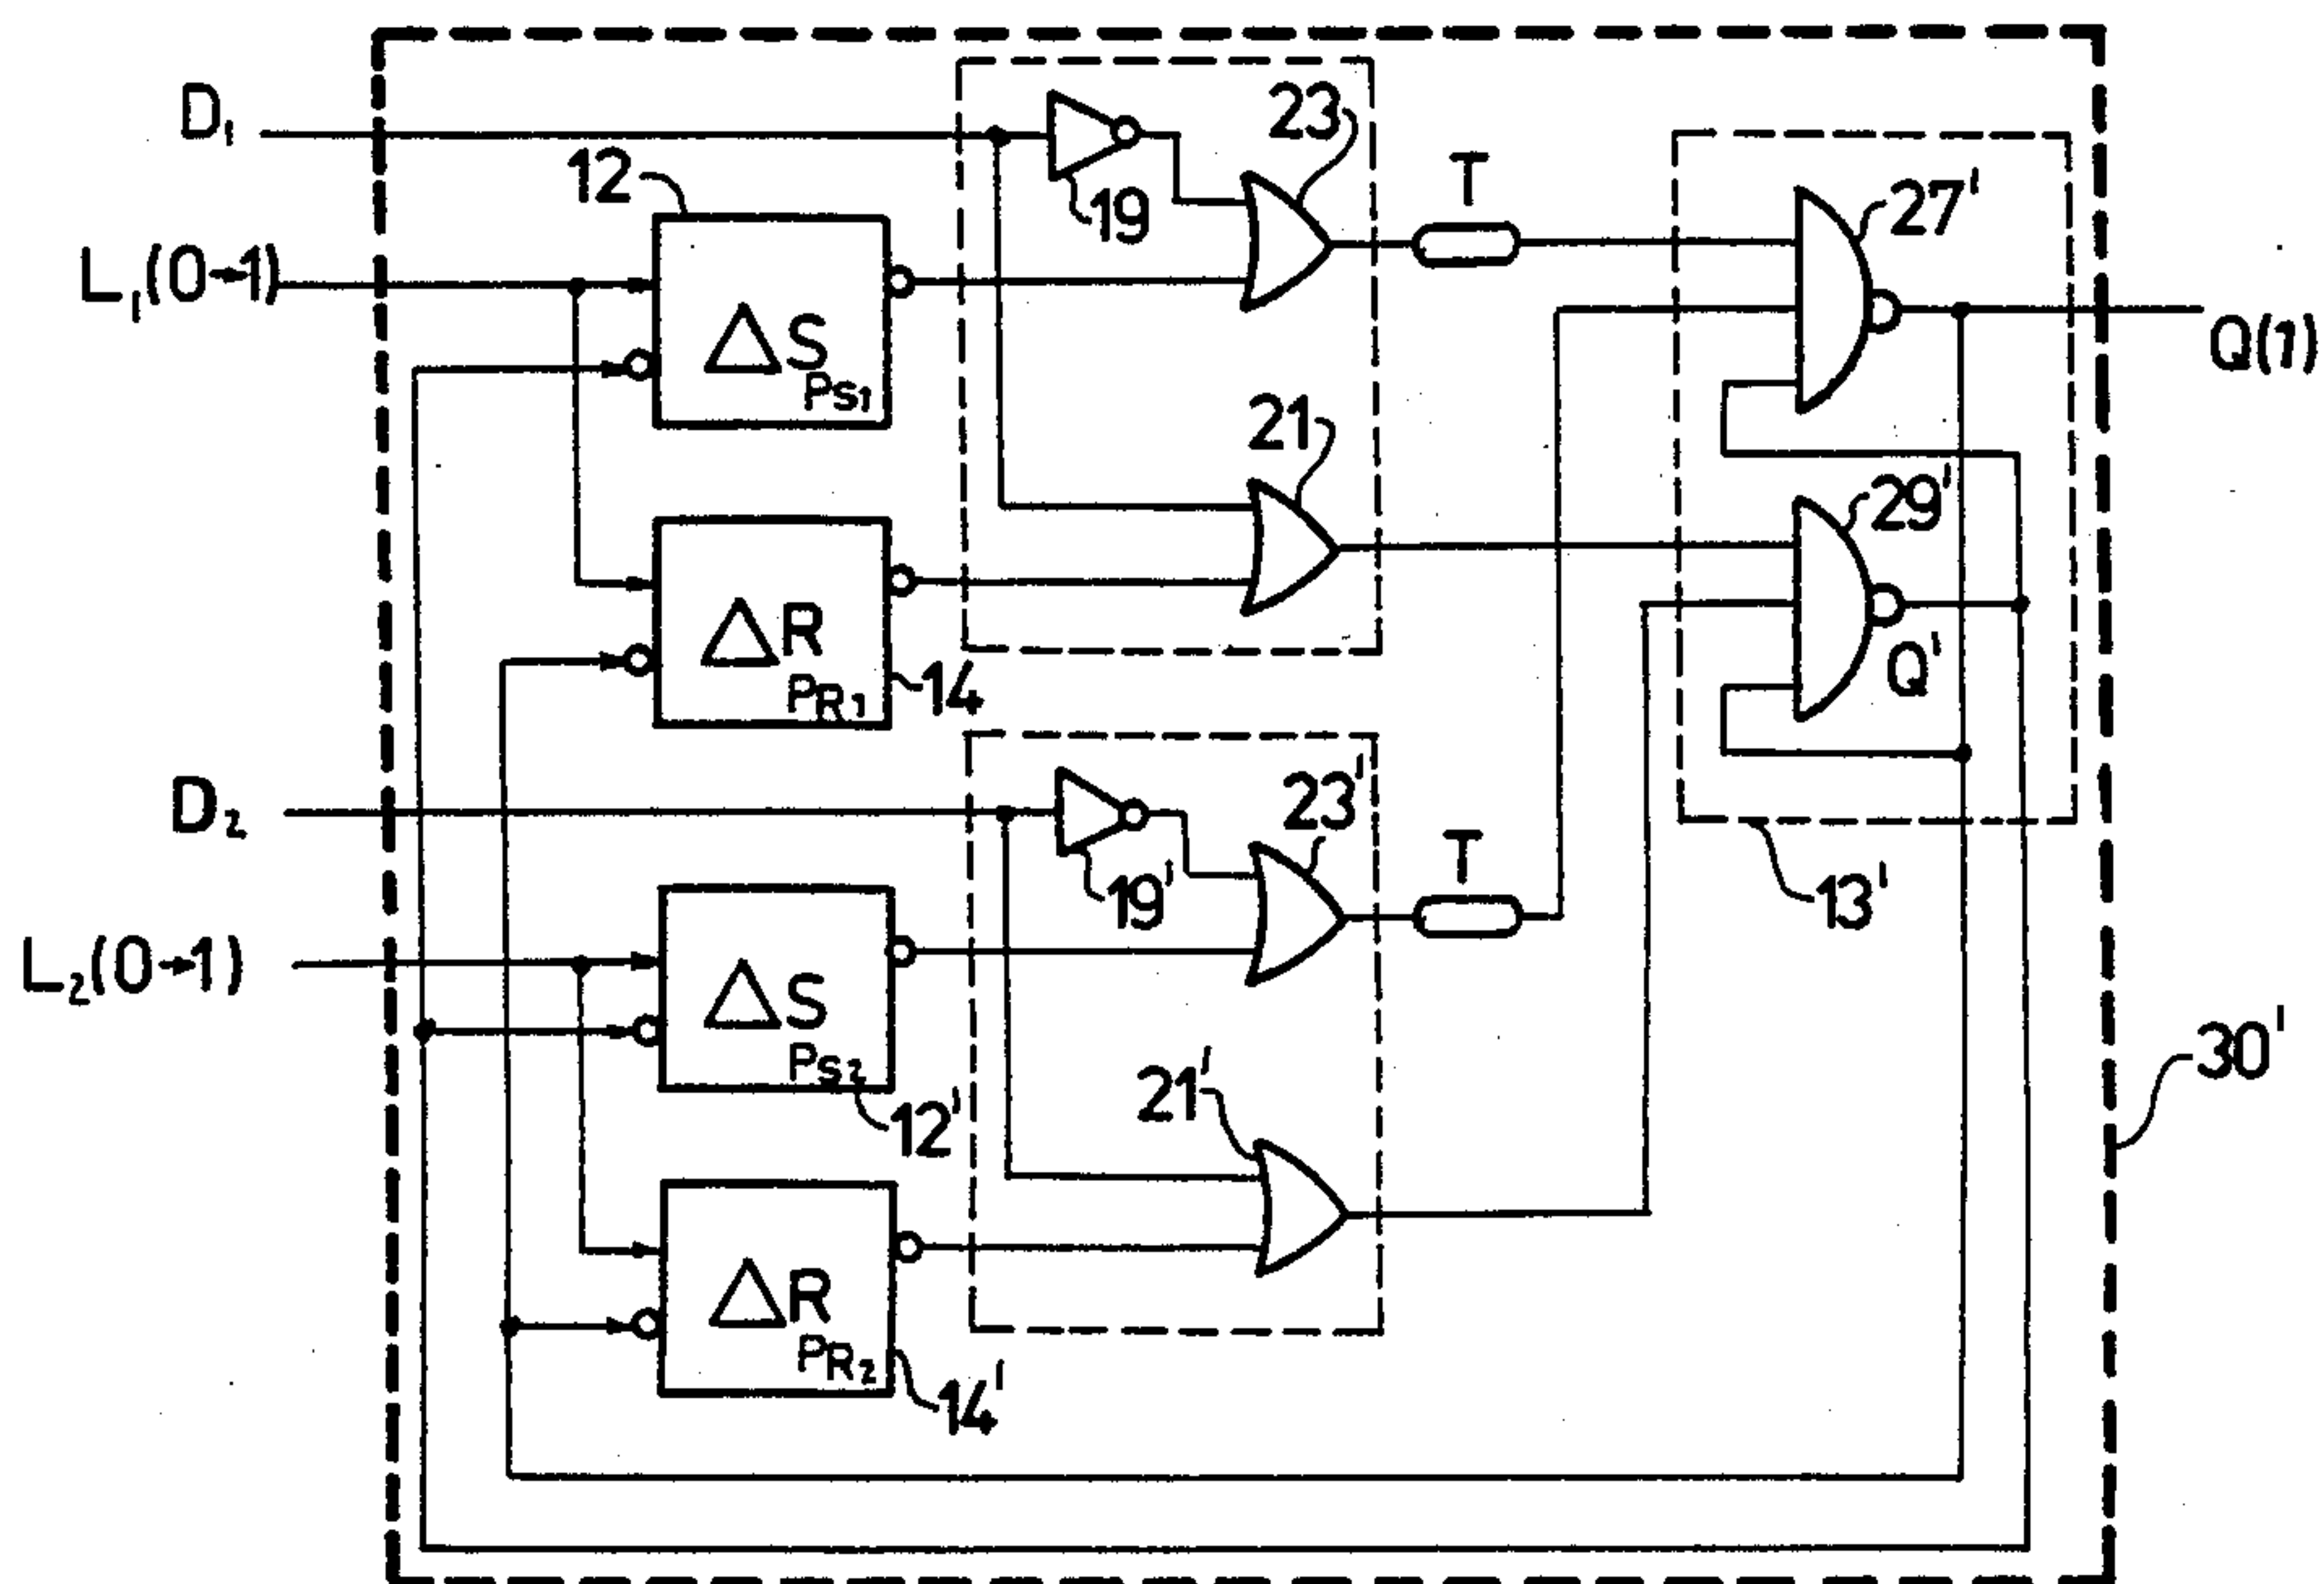 D₁
12
19
23
T
27'
L₁(0→1)
ΔS
PS₁
Q(1)
21
29'
ΔR
PR₁
14
Q'
D₂
19'
23'
T
13'
L₂(0→1)
ΔS
PS₂
12'
21'
30'
ΔR
PR₂
14'